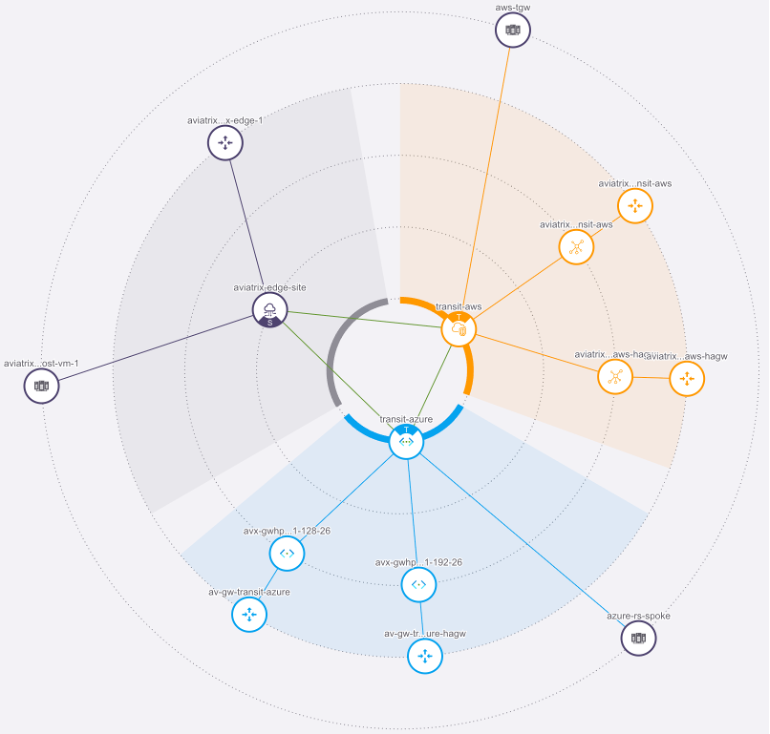 aws-tgw
aviatrix...x-edge-1
aviatrix...nsit-aws
aviatrix...nsit-aws
aviatrix-edge-site
S
transit-aws
T
aviatrix...ost-vm-1
aviatrix...aws-hagw
aviatrix...aws-hagw
transit-azure
T
avx-gwhp...1-128-26
avx-gwhp...1-192-26
av-gw-transit-azure
azure-rs-spoke
av-gw-tr...ure-hagw